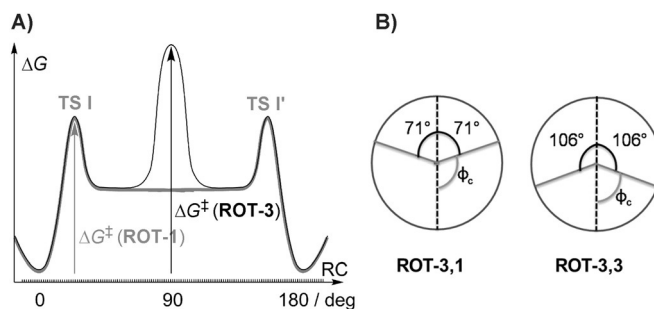 A)
B)
ΔG
TS I
TS I'
71° 71°
ϕc
106° 106°
ϕc
ΔG‡ (ROT-3)
ΔG‡ (ROT-1)
RC
0 90 180 / deg
ROT-3,1
ROT-3,3